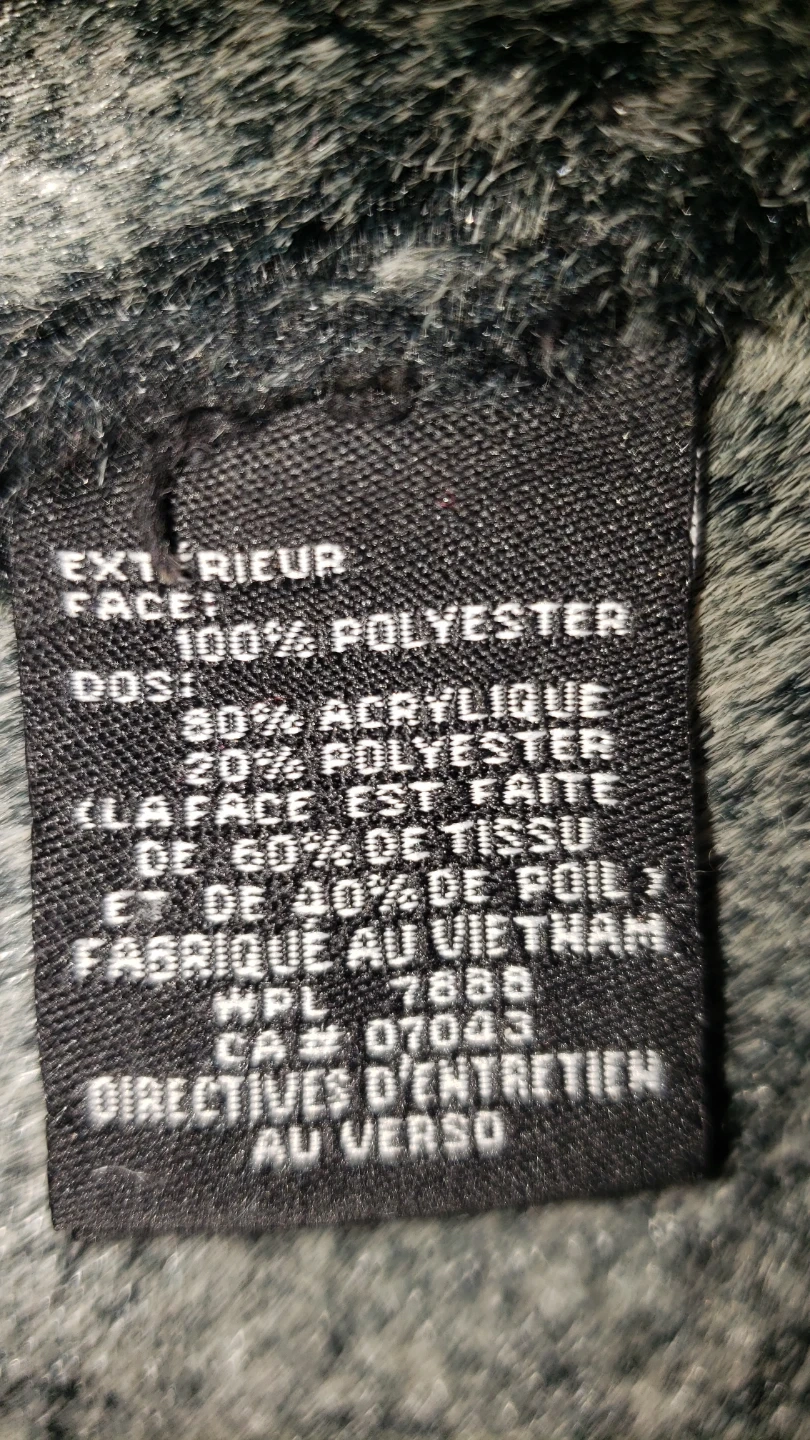 EXTÉRIEUR
FACE:
100% POLYESTER
DOS:
80% ACRYLIQUE
20% POLYESTER
(LA FACE EST FAITE
DE 60% DE TISSU
ET DE 40% DE POIL)
FABRIQUE AU VIETNAM
WPL 7888
CA# 07043
DIRECTIVES D'ENTRETIEN
AU VERSO